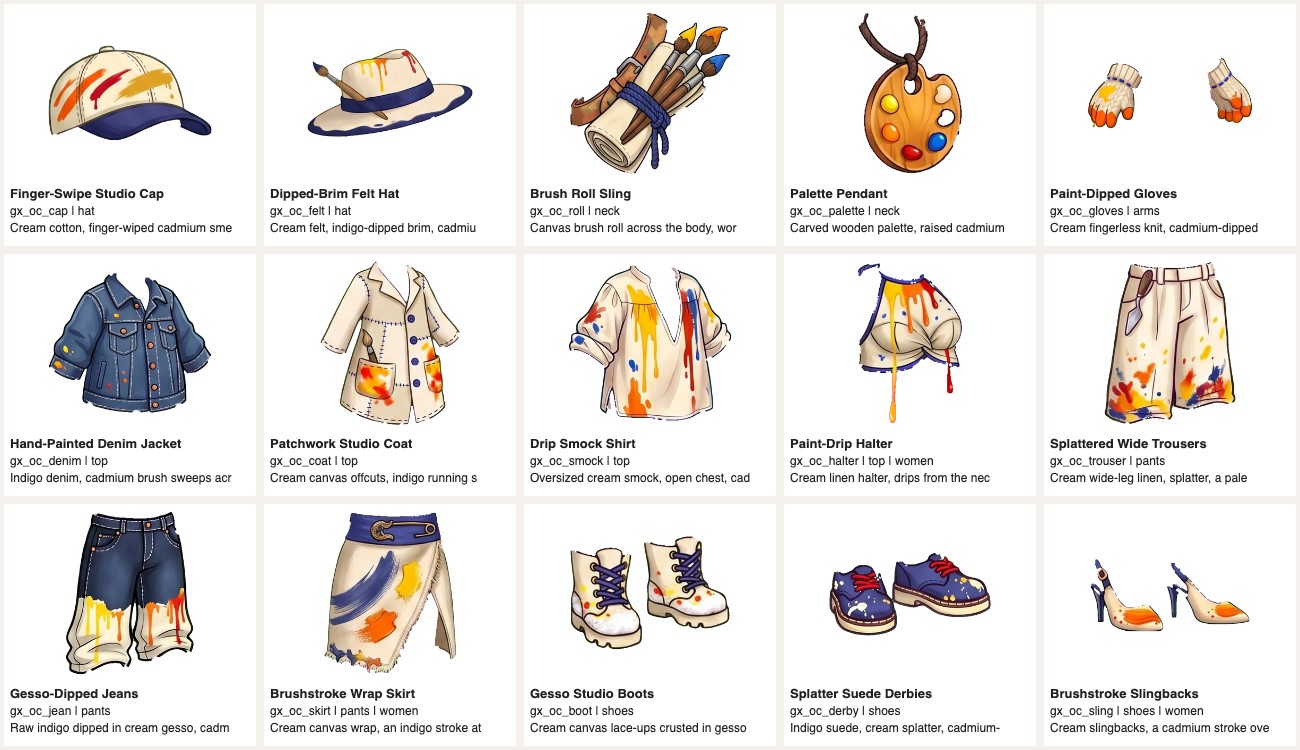 Finger-Swipe Studio Cap
gx_oc_cap | hat
Cream cotton, finger-wiped cadmium sme
Dipped-Brim Felt Hat
gx_oc_felt | hat
Cream felt, indigo-dipped brim, cadmiu
Brush Roll Sling
gx_oc_roll | neck
Canvas brush roll across the body, wor
Palette Pendant
gx_oc_palette | neck
Carved wooden palette, raised cadmium
Paint-Dipped Gloves
gx_oc_gloves | arms
Cream fingerless knit, cadmium-dipped
Hand-Painted Denim Jacket
gx_oc_denim | top
Indigo denim, cadmium brush sweeps acr
Patchwork Studio Coat
gx_oc_coat | top
Cream canvas offcuts, indigo running s
Drip Smock Shirt
gx_oc_smock | top
Oversized cream smock, open chest, cad
Paint-Drip Halter
gx_oc_halter | top | women
Cream linen halter, drips from the nec
Splattered Wide Trousers
gx_oc_trouser | pants
Cream wide-leg linen, splatter, a pale
Gesso-Dipped Jeans
gx_oc_jean | pants
Raw indigo dipped in cream gesso, cadm
Brushstroke Wrap Skirt
gx_oc_skirt | pants | women
Cream canvas wrap, an indigo stroke at
Gesso Studio Boots
gx_oc_boot | shoes
Cream canvas lace-ups crusted in gesso
Splatter Suede Derbies
gx_oc_derby | shoes
Indigo suede, cream splatter, cadmium-
Brushstroke Slingbacks
gx_oc_sling | shoes | women
Cream slingbacks, a cadmium stroke ove